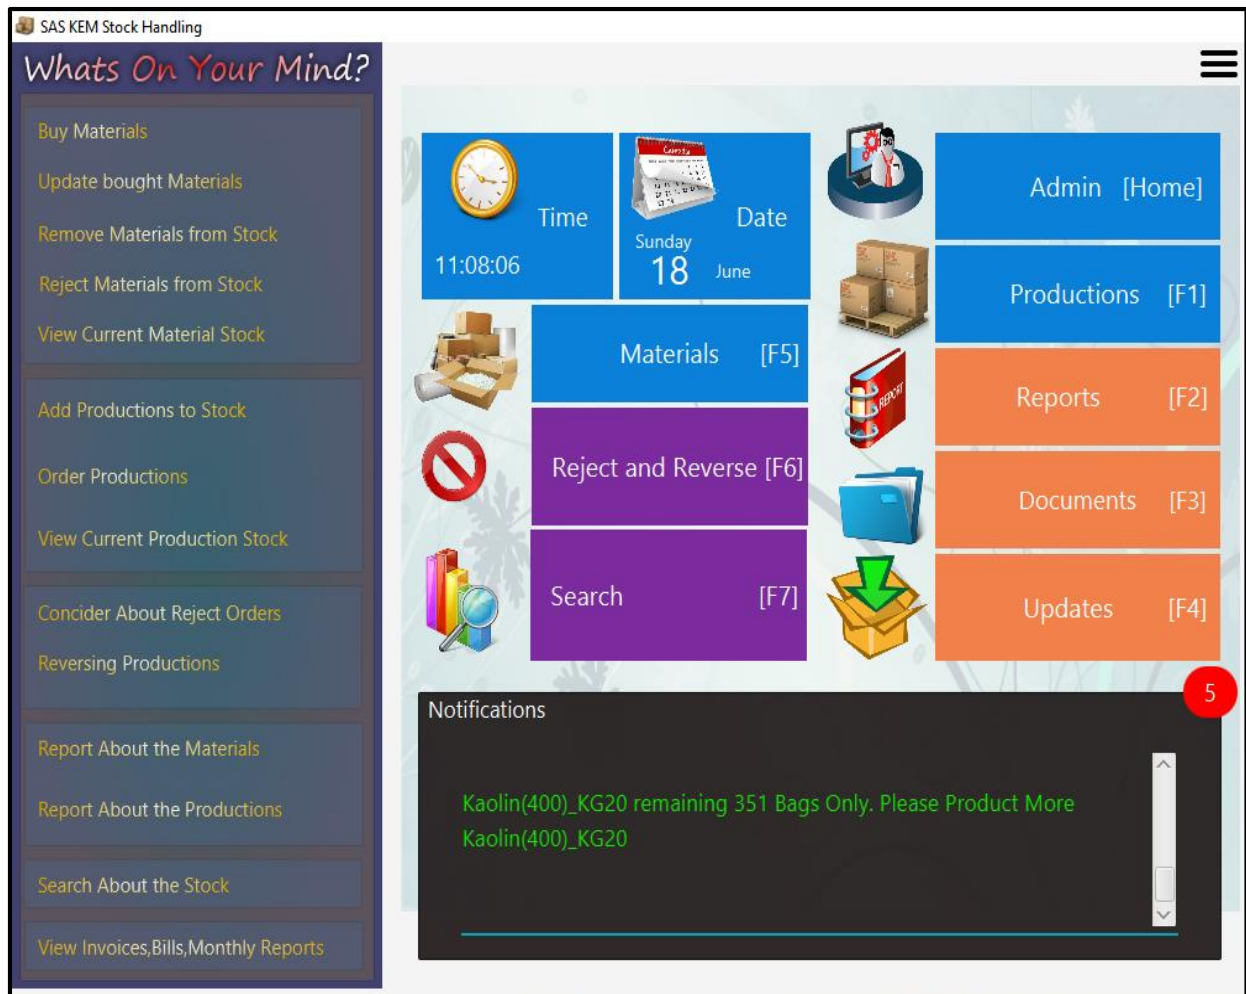 SAS KEM Stock Handling
Whats On Your Mind?
Buy Materials
Update bought Materials
Remove Materials from Stock
Reject Materials from Stock
View Current Material Stock
Add Productions to Stock
Order Productions
View Current Production Stock
Concider About Reject Orders
Reversing Productions
Report About the Materials
Report About the Productions
Search About the Stock
View Invoices,Bills,Monthly Reports
Time
11:08:06
Date
Sunday
18 June
Admin [Home]
Productions [F1]
Materials [F5]
REPORT
Reports [F2]
Reject and Reverse [F6]
Documents [F3]
Search [F7]
Updates [F4]
5
Notifications
Kaolin(400)_KG20 remaining 351 Bags Only. Please Product More
Kaolin(400)_KG20